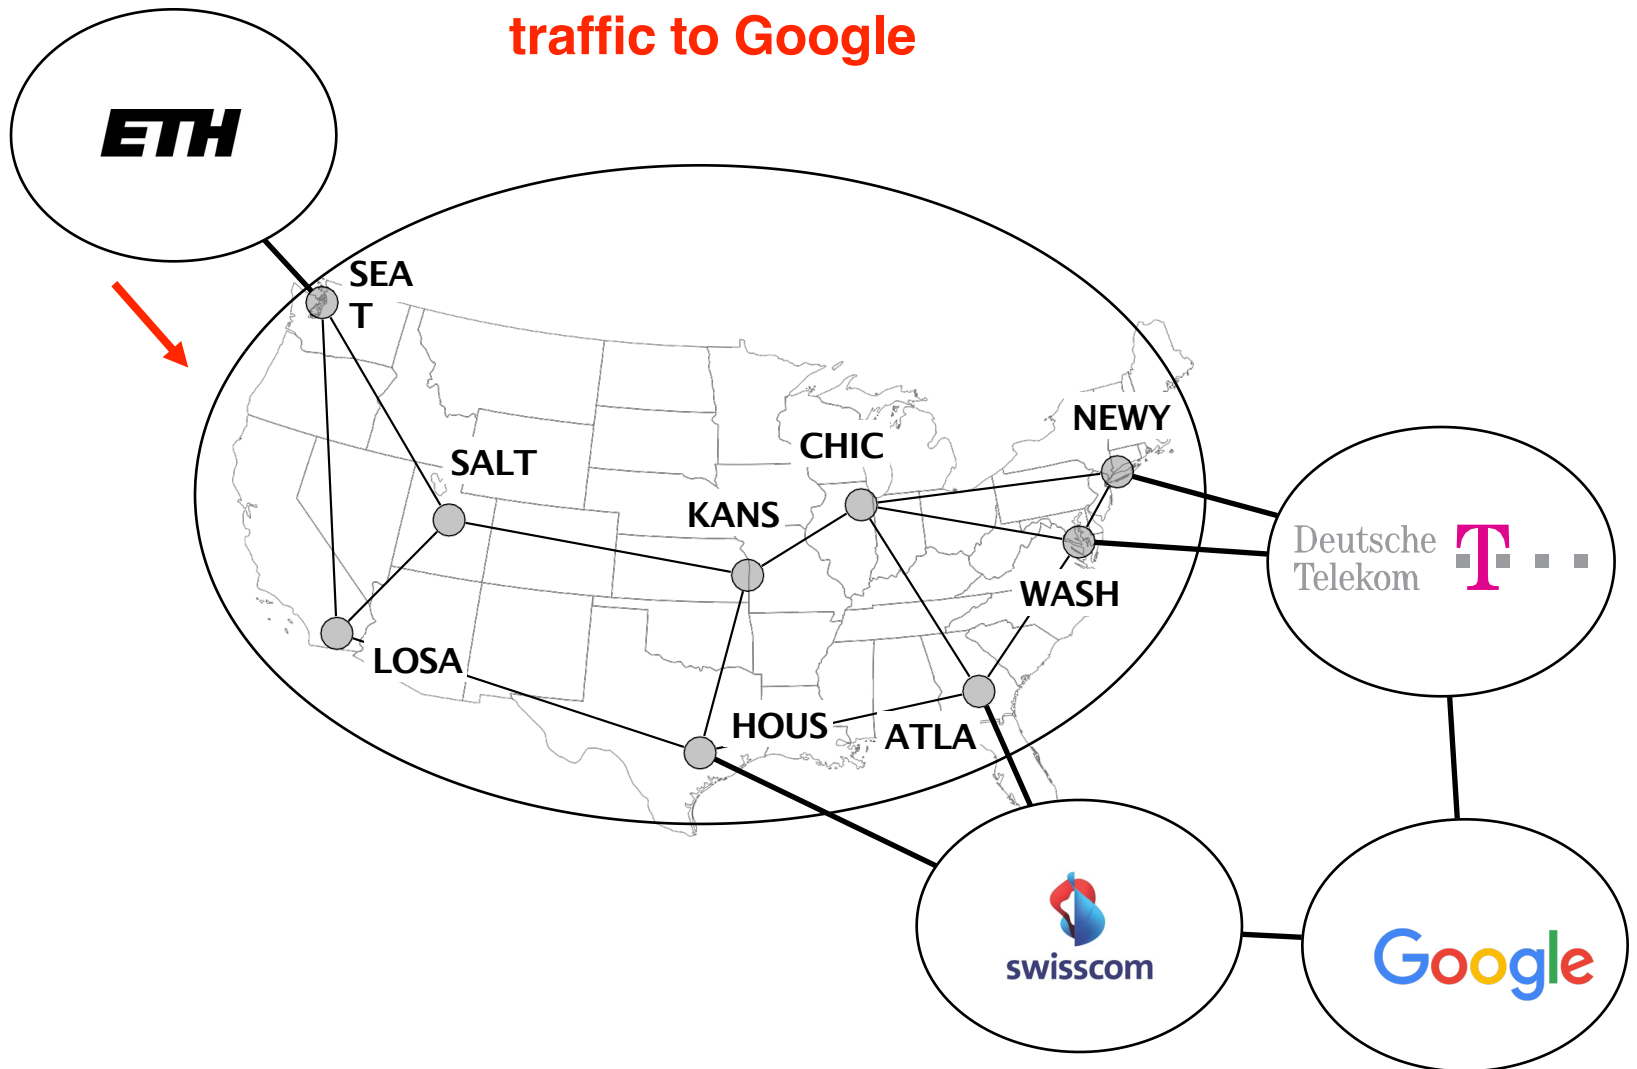 traffic to Google
ETH
SEA
T
NEWY
CHIC
SALT
KANS
Deutsche
Telekom
T
WASH
LOSA
HOUS
ATLA
swisscom
Google